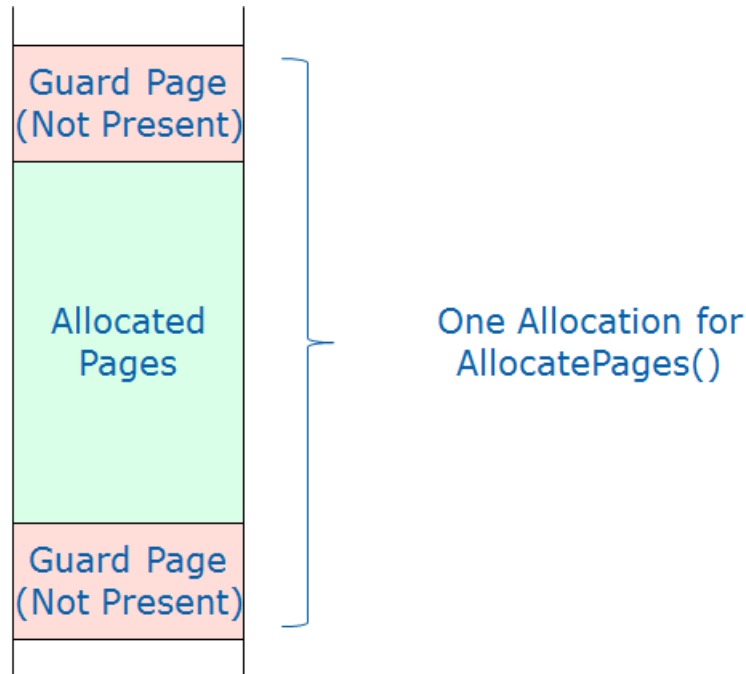 Guard Page
(Not Present)
Allocated
Pages
One Allocation for
AllocatePages()
Guard Page
(Not Present)